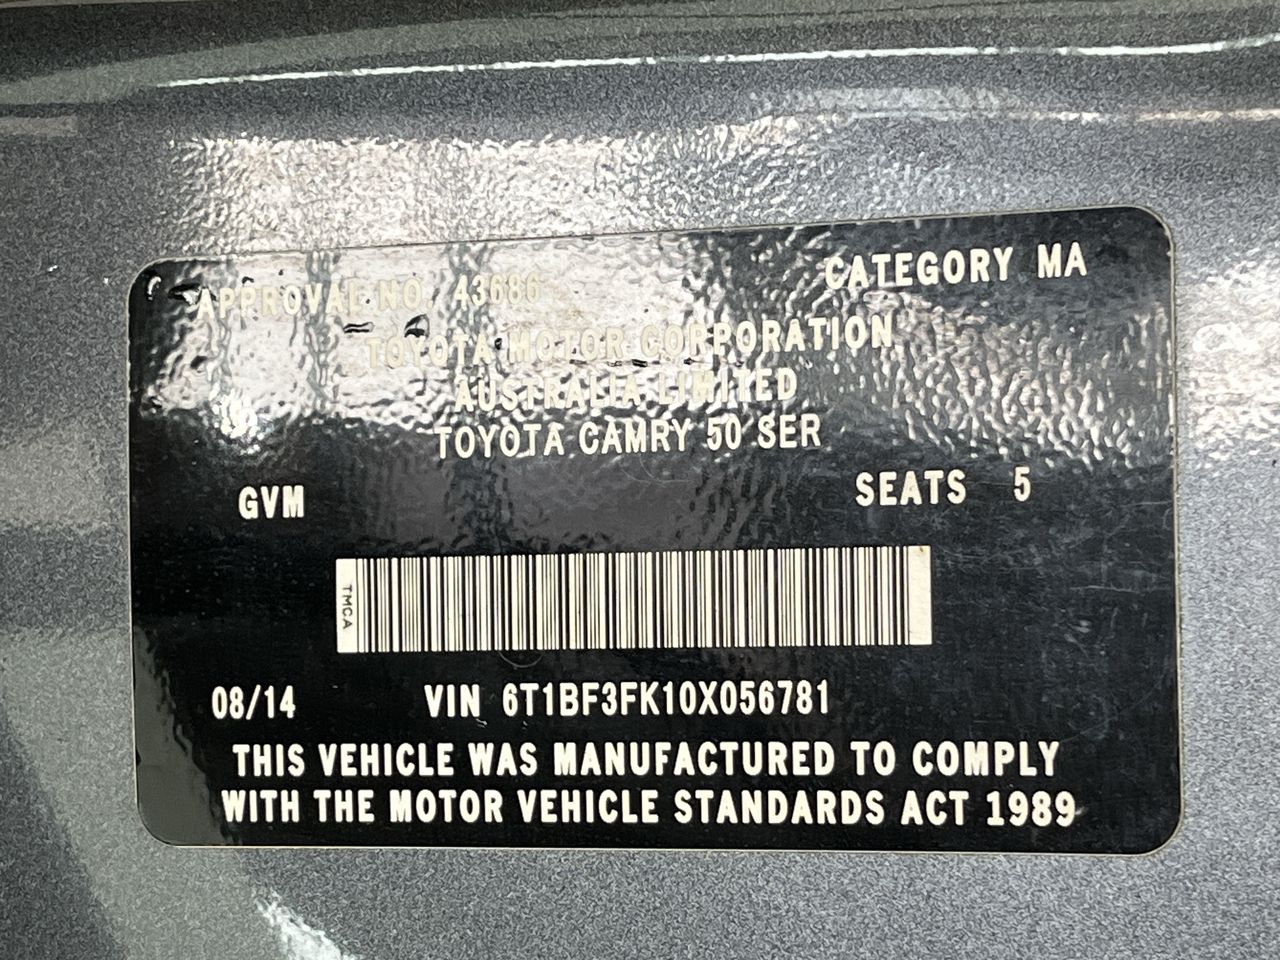 APPROVAL NO. 43686 CATEGORY MA
TOYOTA MOTOR CORPORATION
AUSTRALIA LIMITED
TOYOTA CAMRY 50 SER
GVM SEATS 5
TMCA
08/14 VIN 6T1BF3FK10X056781
THIS VEHICLE WAS MANUFACTURED TO COMPLY
WITH THE MOTOR VEHICLE STANDARDS ACT 1989